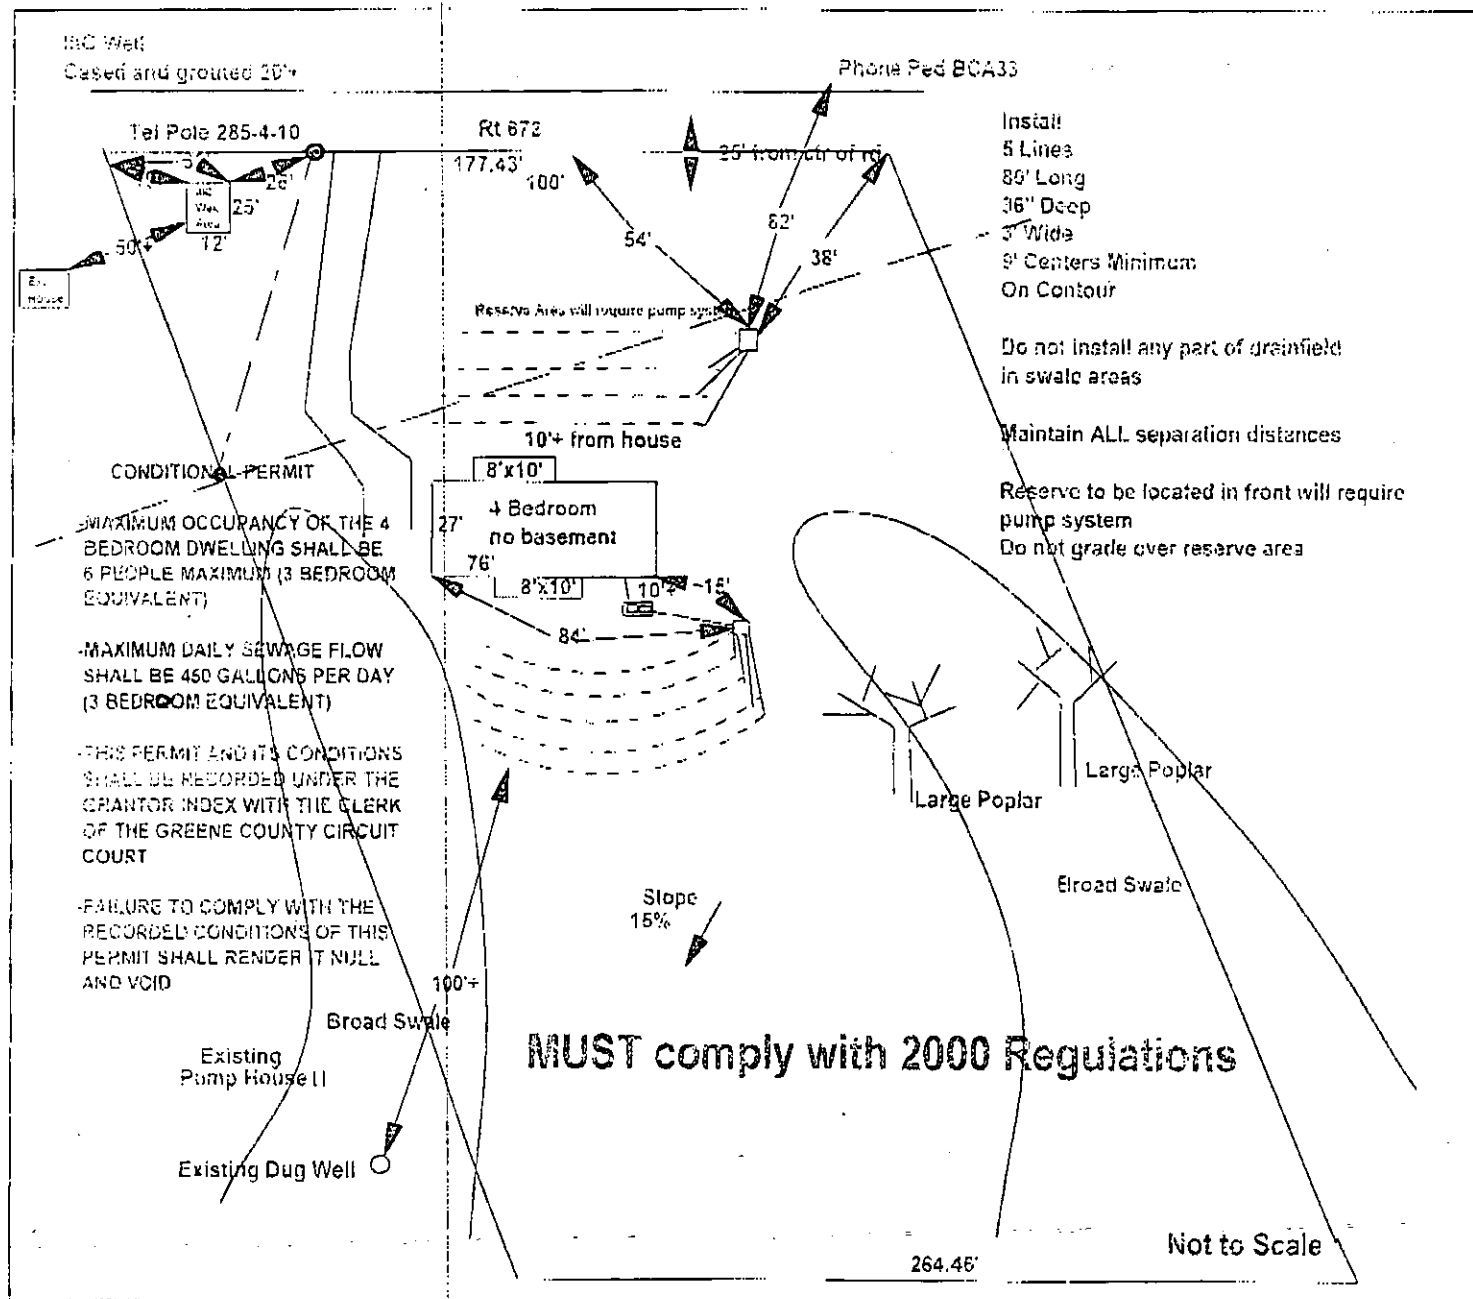 IIIC Well
Cased and grouted 20'+
Phone Ped BCA33
Tel Pole 285-4-10
Rt 672
177.43'
100'
25' from ctr of rd
Install
5 Lines
80' Long
36" Deep
3' Wide
9' Centers Minimum
On Contour
Do not install any part of drainfield
in swale areas
Maintain ALL separation distances
Reserve to be located in front will require
pump system
Do not grade over reserve area
Well
Area
25'
12'
50'+
Ex.
House
54'
82'
38'
Reserve Area will require pump system
10'+ from house
8'x10'
4 Bedroom
no basement
27'
76'
8'x10'
10'+
~15'
84'
CONDITIONAL PERMIT
-MAXIMUM OCCUPANCY OF THE 4
BEDROOM DWELLING SHALL BE
6 PEOPLE MAXIMUM (3 BEDROOM
EQUIVALENT)
-MAXIMUM DAILY SEWAGE FLOW
SHALL BE 450 GALLONS PER DAY
(3 BEDROOM EQUIVALENT)
-THIS PERMIT AND ITS CONDITIONS
SHALL BE RECORDED UNDER THE
GRANTOR INDEX WITH THE CLERK
OF THE GREENE COUNTY CIRCUIT
COURT
-FAILURE TO COMPLY WITH THE
RECORDED CONDITIONS OF THIS
PERMIT SHALL RENDER IT NULL
AND VOID
Large Poplar
Large Poplar
Broad Swale
Slope
15%
100'+
Broad Swale
MUST comply with 2000 Regulations
Existing
Pump House
Existing Dug Well
Not to Scale
264.46'